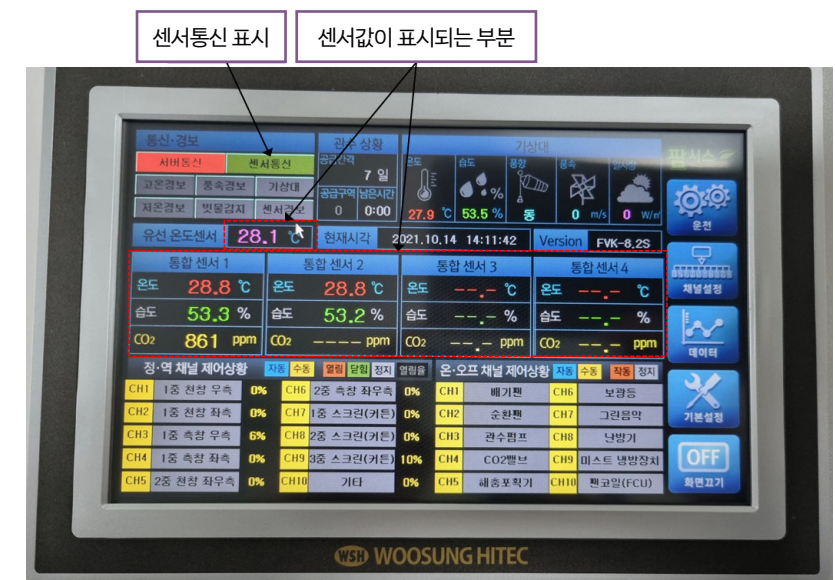 센서통신 표시
센서값이 표시되는 부분
통신·경보
관수 상황
기상대
팜시스
서버통신 센서통신
공급간격
7 일
온도 습도 풍향 풍속 일사량
고온경보 풍속경보 기상대
공급구역 남은시간
%
저온경보 빗물감지 센서경보
0 0:00
27.9 ℃ 53.5 % 동 0 m/s 0 W/㎡
운전
유선 온도센서 28.1 ℃ 현재시각 2021.10.14 14:11:42 Version FVK-8.2S
통합 센서 1 통합 센서 2 통합 센서 3 통합 센서 4
온도 28.8 ℃ 온도 28.8 ℃ 온도 --.- ℃ 온도 --.- ℃
채널설정
습도 53.3 % 습도 53.2 % 습도 --.- % 습도 --.- %
CO2 861 ppm CO2 ---- ppm CO2 --.- ppm CO2 --.- ppm
데이터
정·역 채널 제어상황 자동 수동 열림 닫힘 정지 열림율 온·오프 채널 제어상황 자동 수동 작동 정지
CH1 1중 천창 우측 0% CH6 2중 측창 좌우측 0% CH1 배기팬 CH6 보광등
CH2 1중 천창 좌측 0% CH7 1중 스크린(커튼) 0% CH2 순환팬 CH7 그린음악
기본설정
CH3 1중 측창 우측 6% CH8 2중 스크린(커튼) 0% CH3 관수펌프 CH8 난방기
CH4 1중 측창 좌측 0% CH9 3중 스크린(커튼) 10% CH4 CO2밸브 CH9 미스트 냉방장치
OFF
CH5 2중 천창 좌우측 0% CH10 기타 0% CH5 해충포획기 CH10 팬코일(FCU)
화면끄기
WSH WOOSUNG HITEC